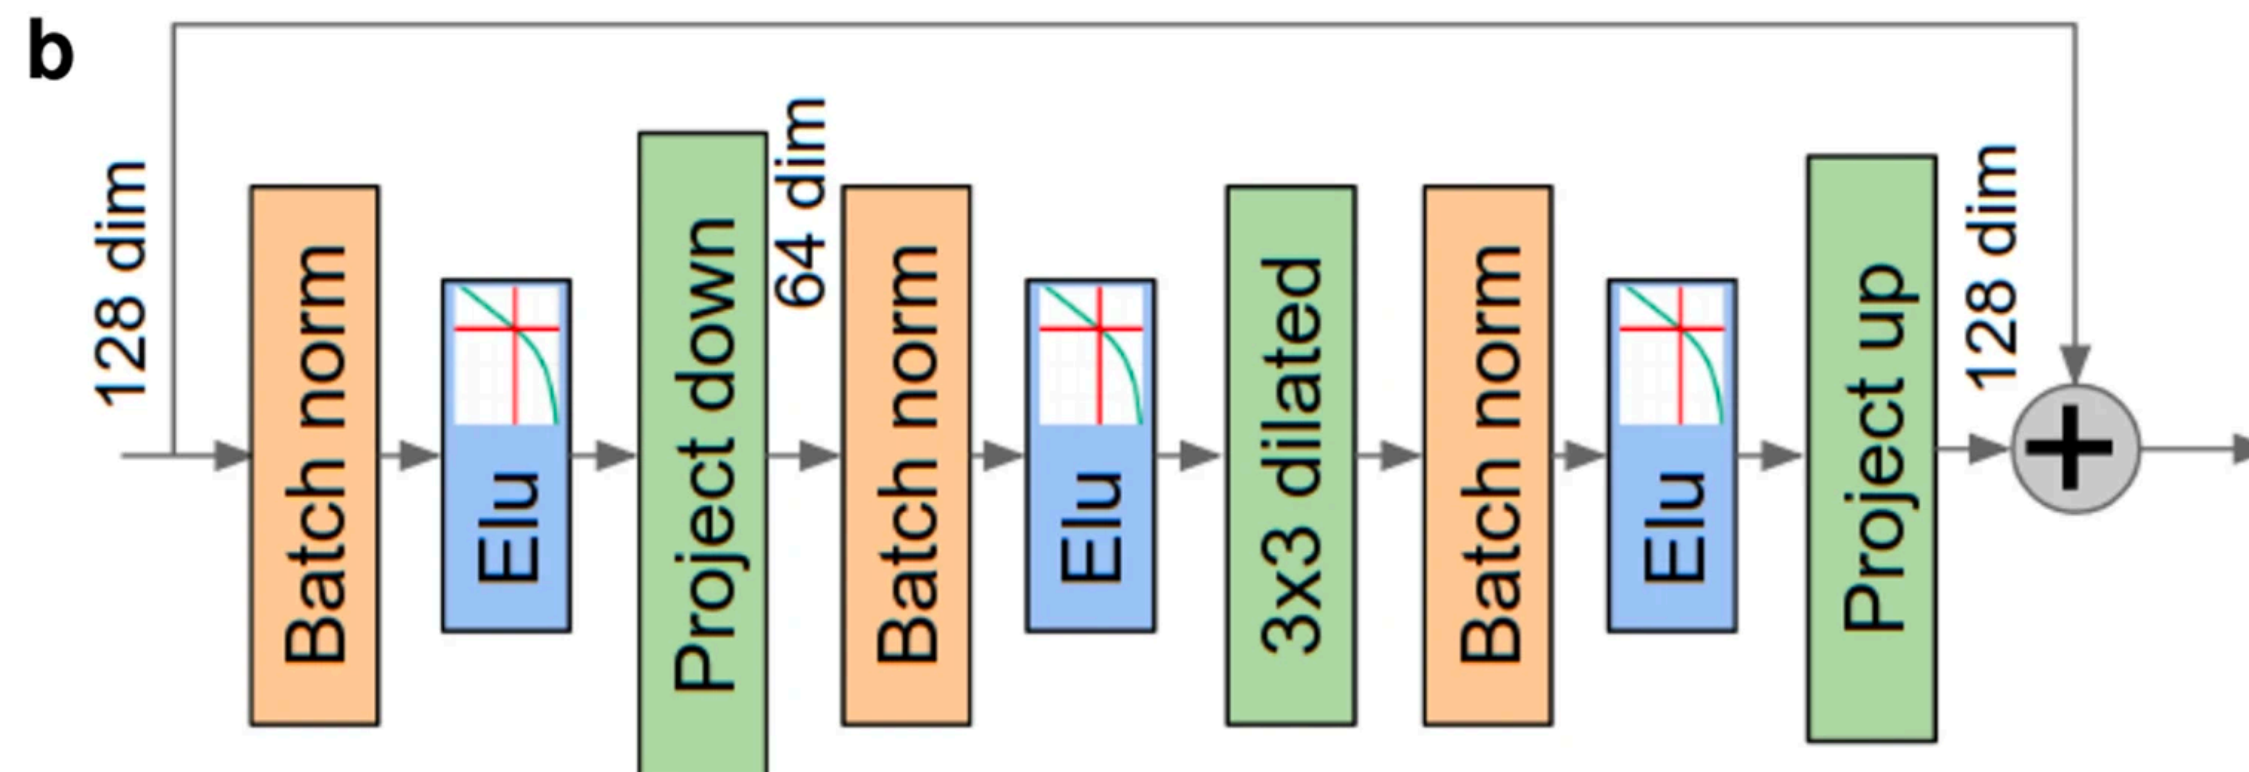 b
128 dim
Batch norm
Elu
Project down
64 dim
Batch norm
Elu
3x3 dilated
Batch norm
Elu
Project up
128 dim
+